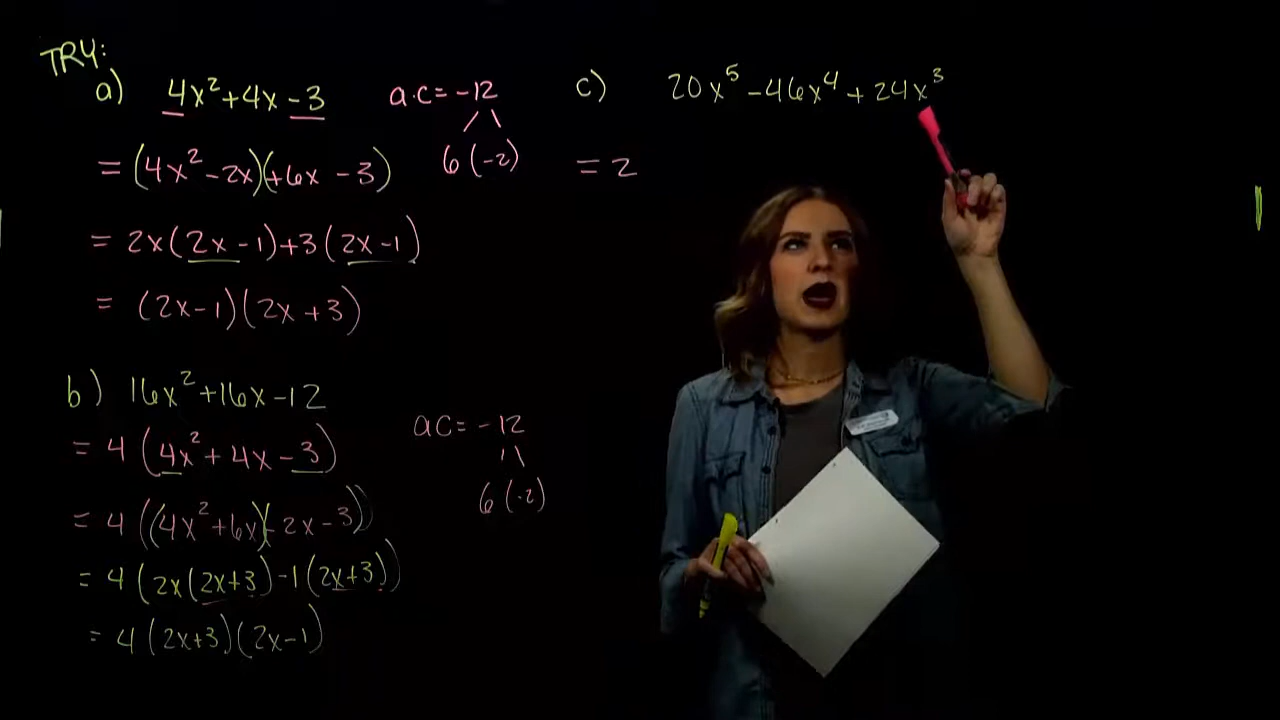 TRY:
a) 4x² + 4x - 3
= (4x² - 2x)(+6x - 3)
= 2x(2x - 1) + 3(2x - 1)
= (2x - 1)(2x + 3)
a·c = -12
6 (-2)
b) 16x² + 16x - 12
= 4(4x² + 4x - 3)
= 4((4x² + 6x)(-2x - 3))
= 4(2x(2x + 3) - 1(2x + 3))
= 4(2x + 3)(2x - 1)
ac = -12
6 (-2)
c) 20x⁵ - 46x⁴ + 24x³
= 2